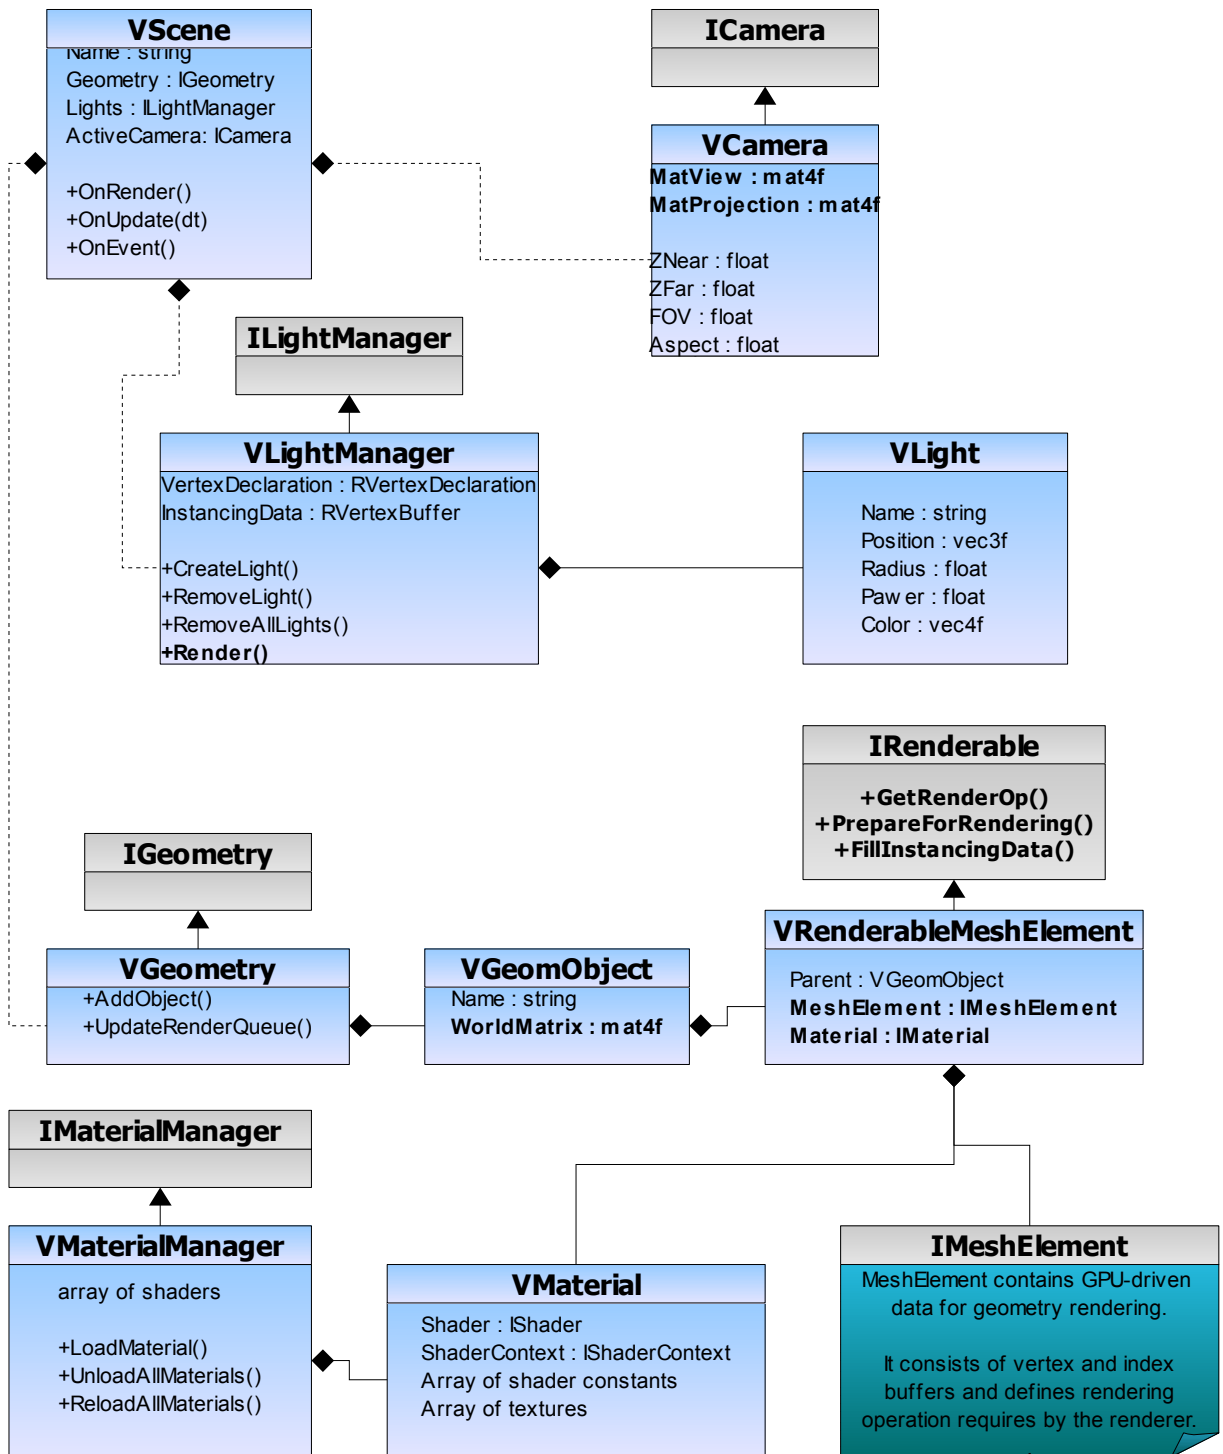 VScene
Name : string
Geometry : IGeometry
Lights : ILightManager
ActiveCamera: ICamera
+OnRender()
+OnUpdate(dt)
+OnEvent()
ICamera
VCamera
MatView : mat4f
MatProjection : mat4f
ZNear : float
ZFar : float
FOV : float
Aspect : float
ILightManager
VLightManager
VertexDeclaration : RVertexDeclaration
InstancingData : RVertexBuffer
+CreateLight()
+RemoveLight()
+RemoveAllLights()
+Render()
VLight
Name : string
Position : vec3f
Radius : float
Pawer : float
Color : vec4f
IRenderable
+GetRenderOp()
+PrepareForRendering()
+FillInstancingData()
IGeometry
VGeometry
+AddObject()
+UpdateRenderQueue()
VGeomObject
Name : string
WorldMatrix : mat4f
VRenderableMeshElement
Parent : VGeomObject
MeshElement : IMeshElement
Material : IMaterial
IMaterialManager
VMaterialManager
array of shaders
+LoadMaterial()
+UnloadAllMaterials()
+ReloadAllMaterials()
VMaterial
Shader : IShader
ShaderContext : IShaderContext
Array of shader constants
Array of textures
IMeshElement
MeshElement contains GPU-driven
data for geometry rendering.
It consists of vertex and index
buffers and defines rendering
operation requires by the renderer.